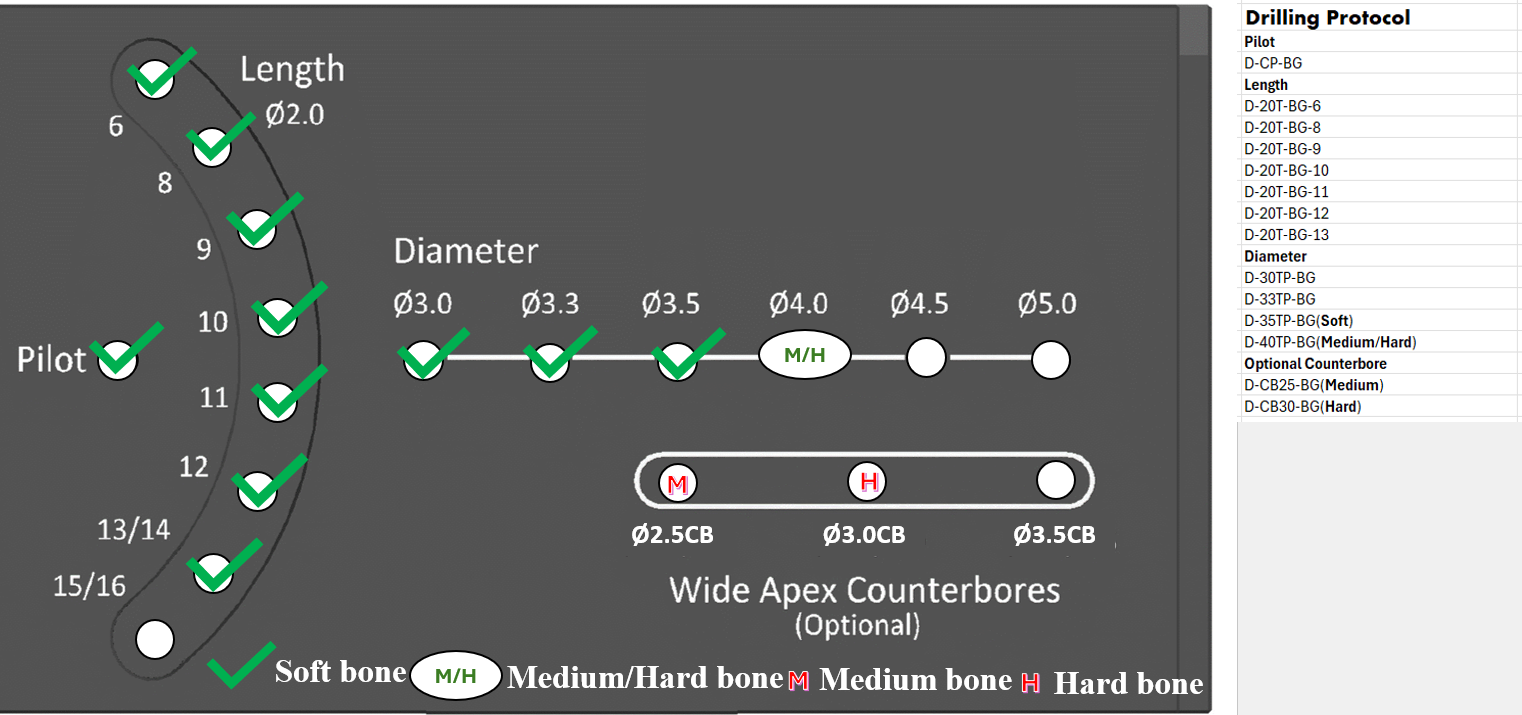 Length
Ø2.0
6
8
9
10
Pilot
11
12
13/14
15/16
Diameter
Ø3.0 Ø3.3 Ø3.5 Ø4.0 Ø4.5 Ø5.0
M/H
M H
Ø2.5CB Ø3.0CB Ø3.5CB
Wide Apex Counterbores
(Optional)
Soft bone M/H Medium/Hard bone M Medium bone H Hard bone
Drilling Protocol
Pilot
D-CP-BG
Length
D-20T-BG-6
D-20T-BG-8
D-20T-BG-9
D-20T-BG-10
D-20T-BG-11
D-20T-BG-12
D-20T-BG-13
Diameter
D-30TP-BG
D-33TP-BG
D-35TP-BG(Soft)
D-40TP-BG(Medium/Hard)
Optional Counterbore
D-CB25-BG(Medium)
D-CB30-BG(Hard)